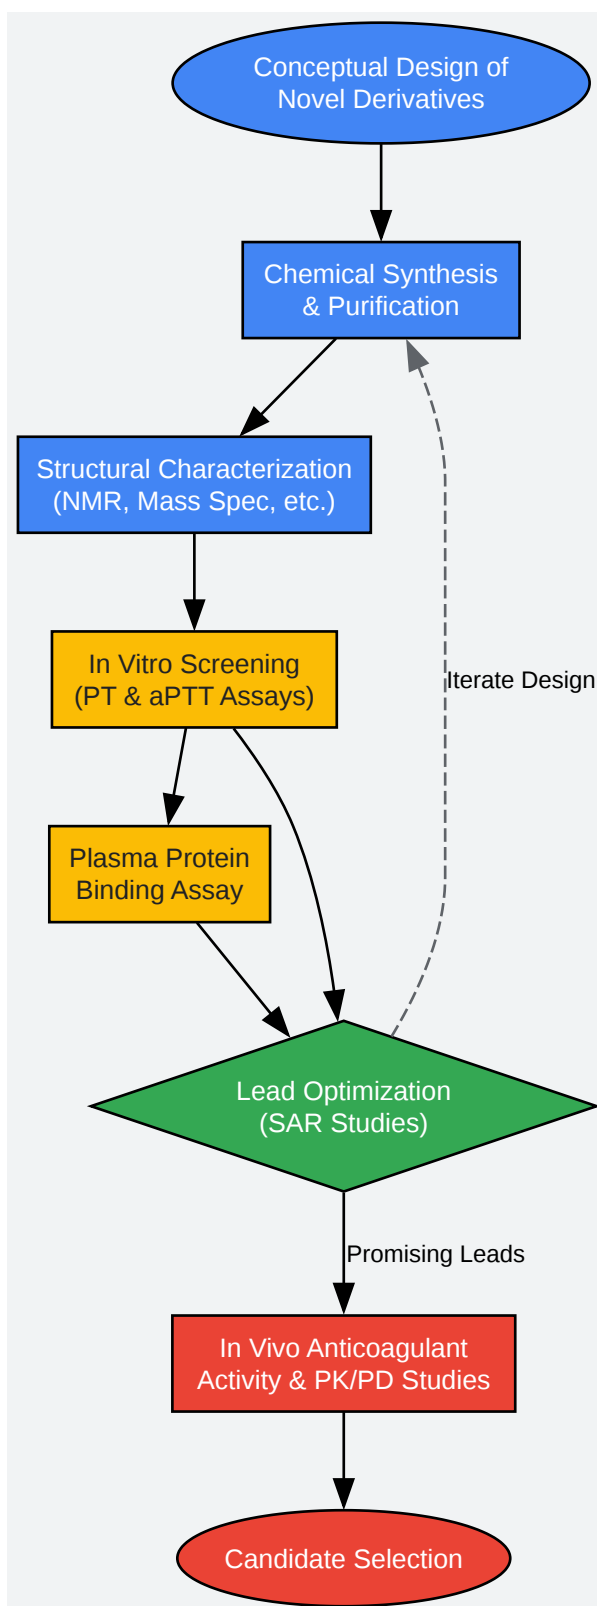 Conceptual Design of
Novel Derivatives
Chemical Synthesis
& Purification
Structural Characterization
(NMR, Mass Spec, etc.)
In Vitro Screening
(PT & aPTT Assays)
Iterate Design
Plasma Protein
Binding Assay
Lead Optimization
(SAR Studies)
Promising Leads
In Vivo Anticoagulant
Activity & PK/PD Studies
Candidate Selection